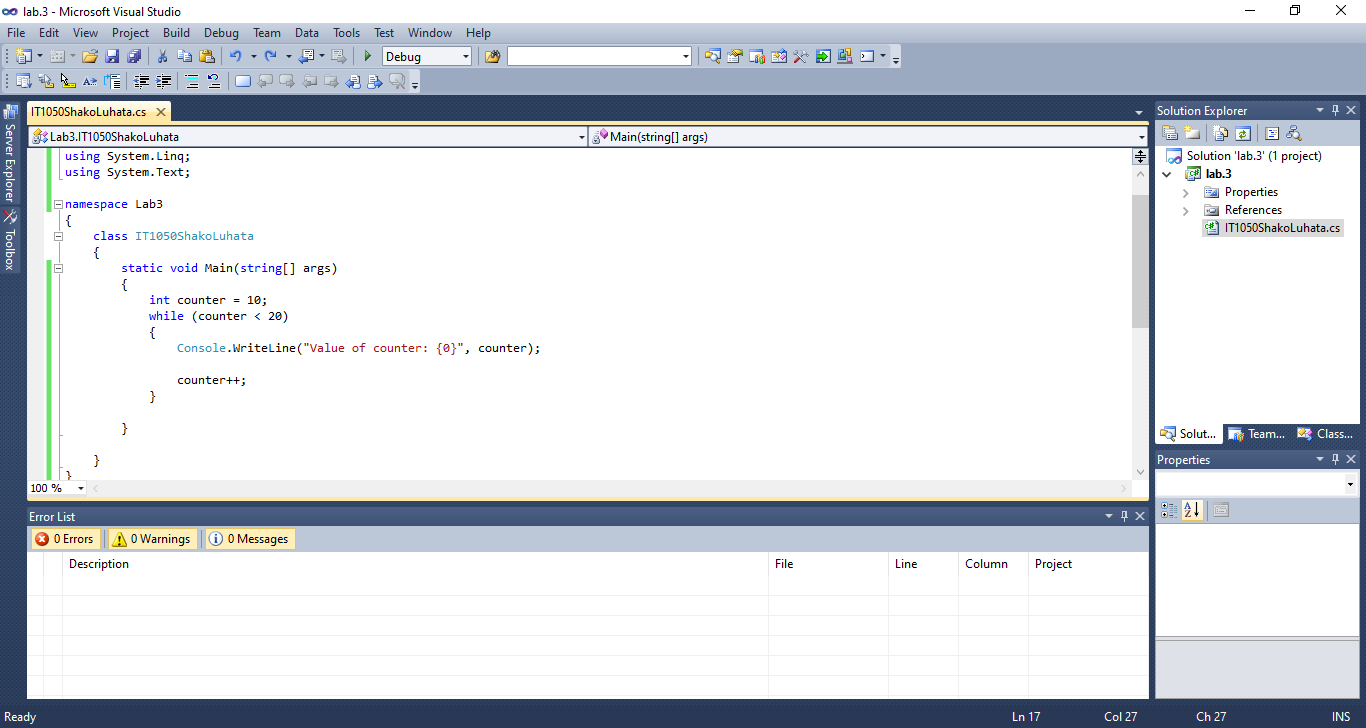 lab.3 - Microsoft Visual Studio
File Edit View Project Build Debug Team Data Tools Test Window Help
Debug
IT1050ShakoLuhata.cs
Lab3.IT1050ShakoLuhata
Main(string[] args)
Server Explorer
Toolbox
using System.Linq;
using System.Text;
namespace Lab3
{
class IT1050ShakoLuhata
{
static void Main(string[] args)
{
int counter = 10;
while (counter < 20)
{
Console.WriteLine("Value of counter: {0}", counter);
counter++;
}
}
}
}
100 %
Solution Explorer
Solution 'lab.3' (1 project)
lab.3
Properties
References
IT1050ShakoLuhata.cs
Solut... Team... Class...
Properties
Error List
0 Errors 0 Warnings 0 Messages
Description File Line Column Project
Ready Ln 17 Col 27 Ch 27 INS